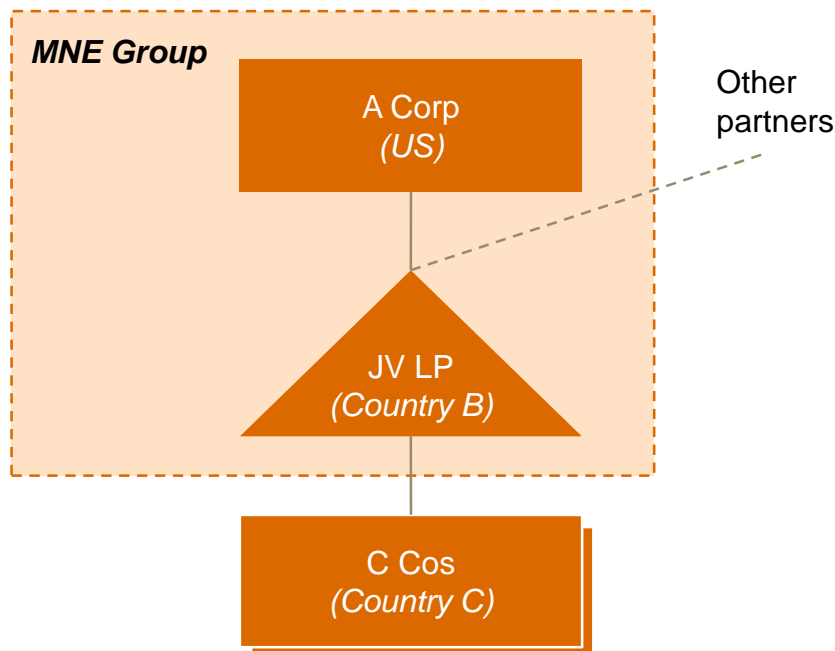 MNE Group
A Corp
(US)
Other
partners
JV LP
(Country B)
C Cos
(Country C)